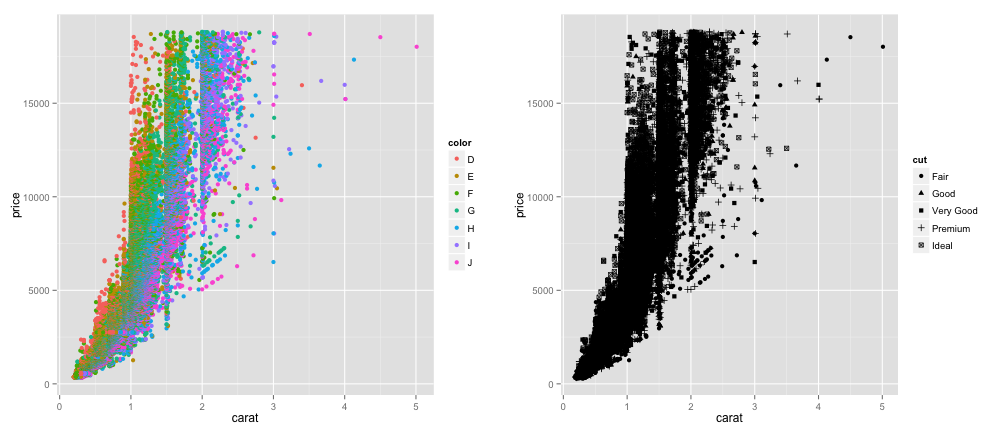 15000
10000
5000
0
price
0
1
2
3
4
5
carat
color
D
E
F
G
H
I
J
15000
10000
5000
0
price
0
1
2
3
4
5
carat
cut
Fair
Good
Very Good
Premium
Ideal